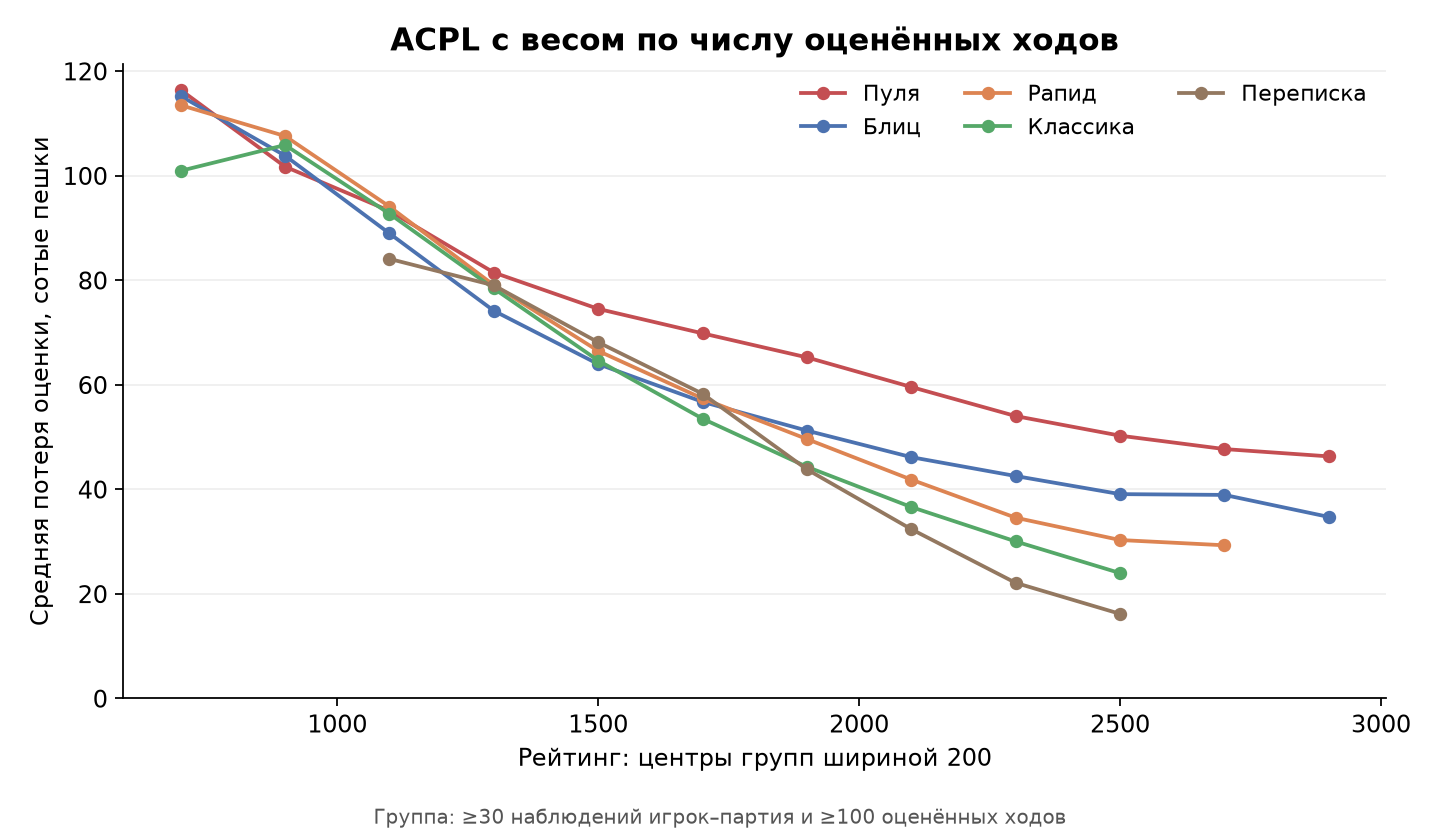 ACPL с весом по числу оценённых ходов
Пуля
Блиц
Рапид
Классика
Переписка
Средняя потеря оценки, сотые пешки
120
100
80
60
40
20
0
1000
1500
2000
2500
3000
Рейтинг: центры групп шириной 200
Группа: ≥30 наблюдений игрок–партия и ≥100 оценённых ходов